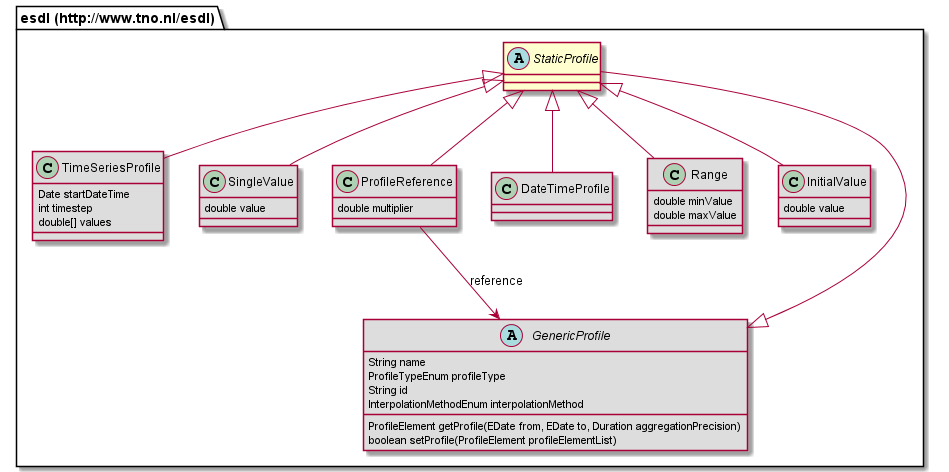 esdl (http://www.tno.nl/esdl)
A StaticProfile
C TimeSeriesProfile
Date startDateTime
int timestep
double[] values
C SingleValue
double value
C ProfileReference
double multiplier
C DateTimeProfile
C Range
double minValue
double maxValue
C InitialValue
double value
reference
A GenericProfile
String name
ProfileTypeEnum profileType
String id
InterpolationMethodEnum interpolationMethod
ProfileElement getProfile(EDate from, EDate to, Duration aggregationPrecision)
boolean setProfile(ProfileElement profileElementList)